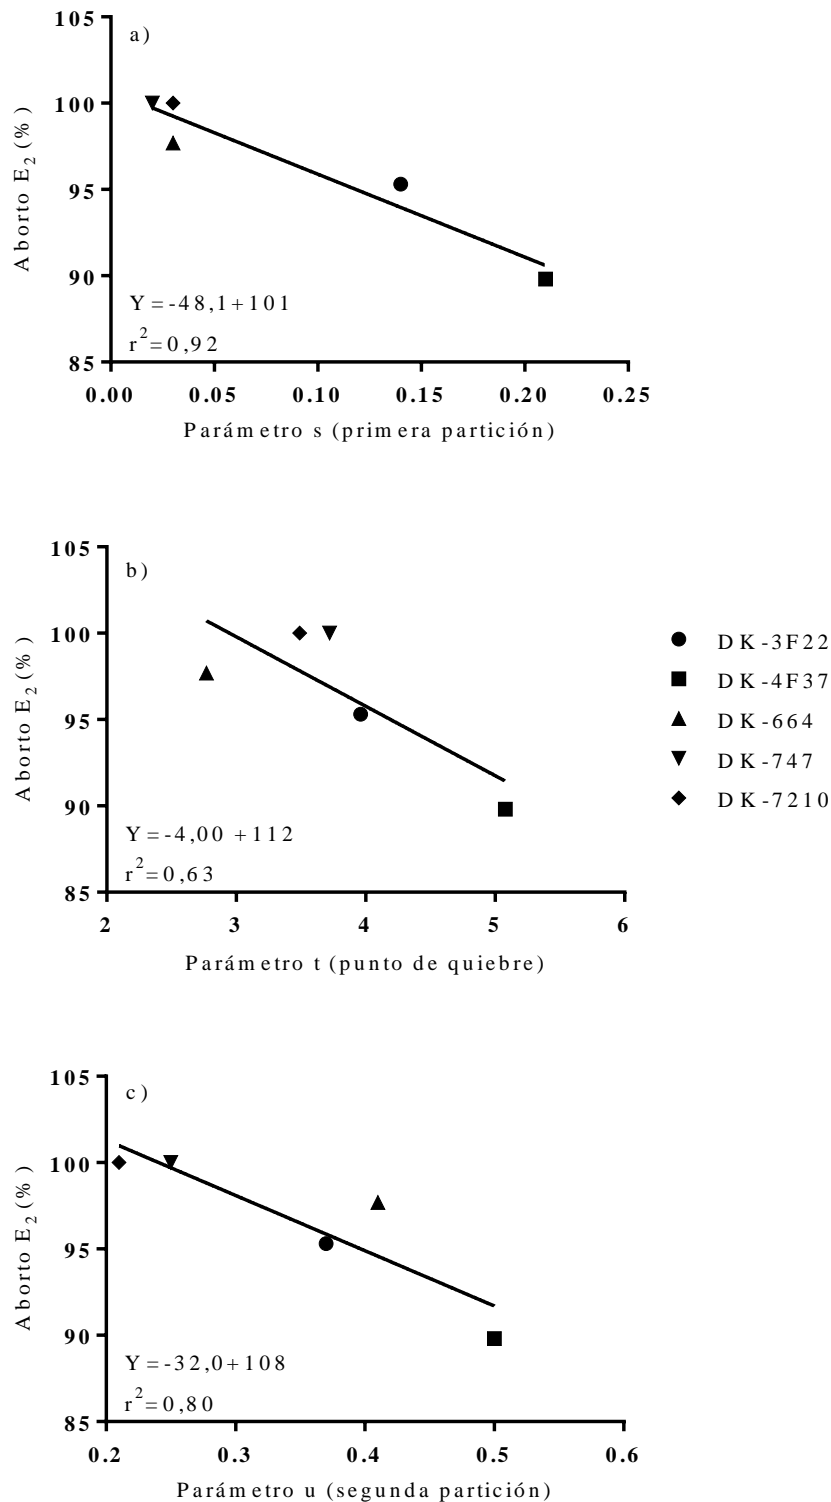 a)
105
100
95
90
85
Aborto E2 (%)
Y=-48,1+101
r2=0,92
0.00 0.05 0.10 0.15 0.20 0.25
Parámetro s (primera partición)
b)
105
100
95
90
85
Aborto E2 (%)
Y=-4,00 +112
r2=0,63
2 3 4 5 6
Parámetro t (punto de quiebre)
DK-3F22
DK-4F37
DK-664
DK-747
DK-7210
c)
105
100
95
90
85
Aborto E2 (%)
Y=-32,0+108
r2=0,80
0.2 0.3 0.4 0.5 0.6
Parámetro u (segunda partición)